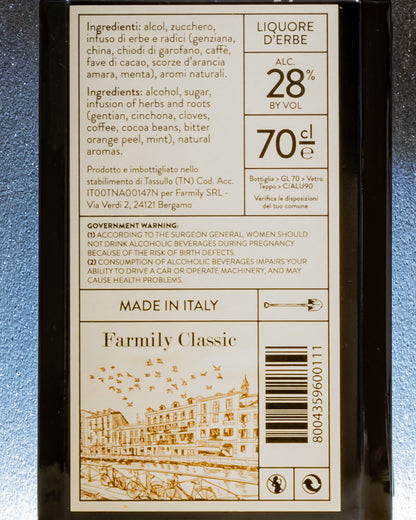 Ingredienti: alcol, zucchero,
infuso di erbe e radici (genziana,
china, chiodi di garofano, caffè,
fave di cacao, scorze d'arancia
amara, menta), aromi naturali.
Ingredients: alcohol, sugar,
infusion of herbs and roots
(gentian, cinchona, cloves,
coffee, cocoa beans, bitter
orange peel, mint), natural
aromas.
Prodotto e imbottigliato nello
stabilimento di Tassullo (TN) Cod. Acc.
IT00TNA00147N per Farmily SRL -
Via Verdi 2, 24121 Bergamo
LIQUORE
D'ERBE
ALC.
28%
BY VOL
70 cl e
Bottiglia > GL 70 > Vetro
Tappo > C/ALU90
Verifica le disposizioni
del tuo comune
GOVERNMENT WARNING:
(1) ACCORDING TO THE SURGEON GENERAL, WOMEN SHOULD
NOT DRINK ALCOHOLIC BEVERAGES DURING PREGNANCY
BECAUSE OF THE RISK OF BIRTH DEFECTS.
(2) CONSUMPTION OF ALCOHOLIC BEVERAGES IMPAIRS YOUR
ABILITY TO DRIVE A CAR OR OPERATE MACHINERY, AND MAY
CAUSE HEALTH PROBLEMS.
MADE IN ITALY
Farmily Classic
8004359600111